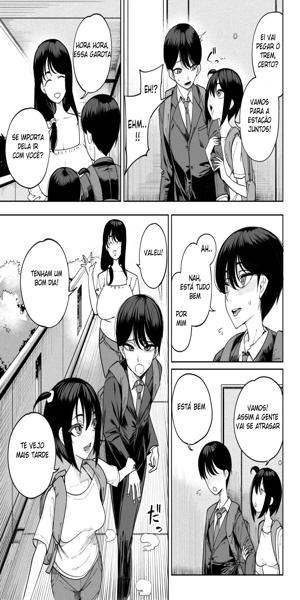 EI VAI
PEGAR O
TREM,
CERTO?
VAMOS
PARA A
ESTAÇÃO
JUNTOS!
EH!?
EHM..
!!
HORA HORA,
ESSA GAROTA
SE IMPORTA
DELA IR
COM VOCÊ?
AH..
NAH,
ESTÁ TUDO
BEM
POR
MIM
VAMOS!
ASSIM A GENTE
VAI SE ATRASAR
ESTÁ BEM
VALEU!
TENHAM UM
BOM DIA!
TE VEJO
MAIS TARDE
だっ